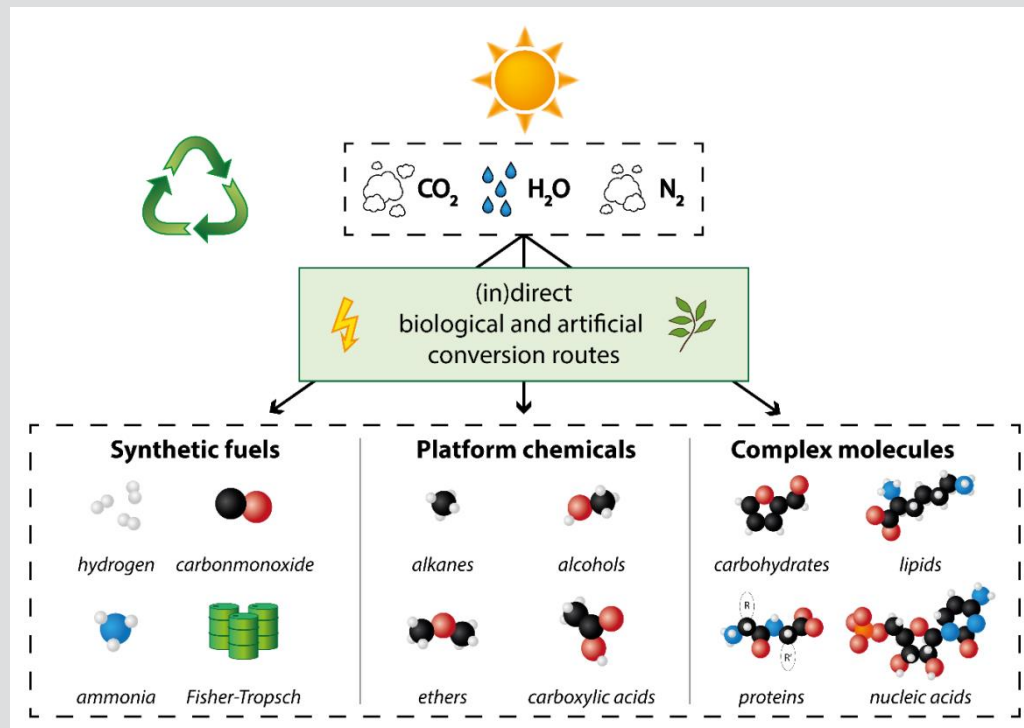 CO₂ H₂O N₂
(in)direct
biological and artificial
conversion routes
Synthetic fuels Platform chemicals Complex molecules
hydrogen carbonmonoxide alkanes alcohols carbohydrates lipids
R
R'
ammonia Fisher-Tropsch ethers carboxylic acids proteins nucleic acids